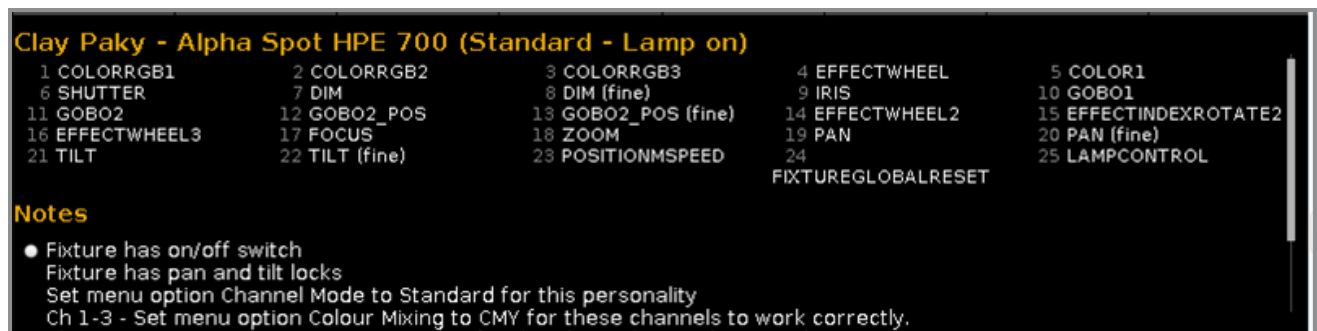 Clay Paky - Alpha Spot HPE 700 (Standard - Lamp on)
1 COLORRGB1 2 COLORRGB2 3 COLORRGB3 4 EFFECTWHEEL 5 COLOR1
6 SHUTTER 7 DIM 8 DIM (fine) 9 IRIS 10 GOBO1
11 GOBO2 12 GOBO2_POS 13 GOBO2_POS (fine) 14 EFFECTWHEEL2 15 EFFECTINDEXROTATE2
16 EFFECTWHEEL3 17 FOCUS 18 ZOOM 19 PAN 20 PAN (fine)
21 TILT 22 TILT (fine) 23 POSITIONMSPEED 24 25 LAMPCONTROL
FIXTUREGLOBALRESET
Notes
● Fixture has on/off switch
Fixture has pan and tilt locks
Set menu option Channel Mode to Standard for this personality
Ch 1-3 - Set menu option Colour Mixing to CMY for these channels to work correctly.